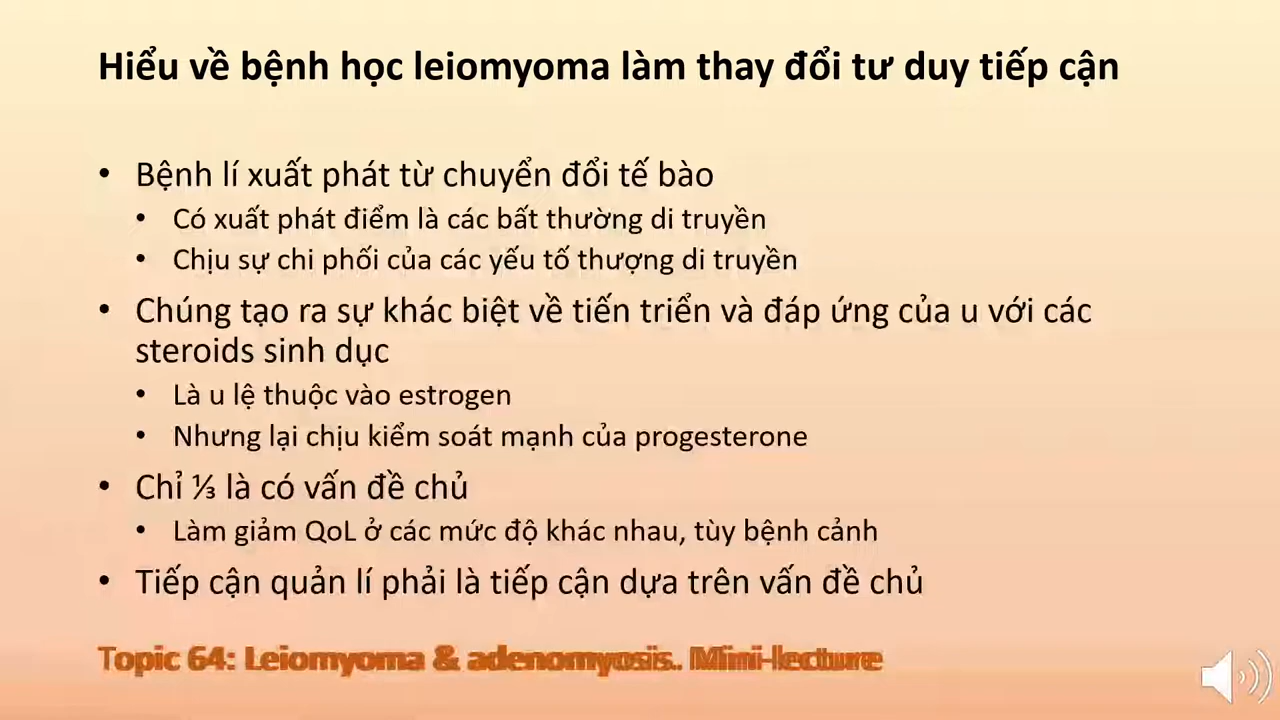 Hiểu về bệnh học leiomyoma làm thay đổi tư duy tiếp cận
• Bệnh lí xuất phát từ chuyển đổi tế bào
• Có xuất phát điểm là các bất thường di truyền
• Chịu sự chi phối của các yếu tố thượng di truyền
• Chúng tạo ra sự khác biệt về tiến triển và đáp ứng của u với các
steroids sinh dục
• Là u lệ thuộc vào estrogen
• Nhưng lại chịu kiểm soát mạnh của progesterone
• Chỉ ⅓ là có vấn đề chủ
• Làm giảm QoL ở các mức độ khác nhau, tùy bệnh cảnh
• Tiếp cận quản lí phải là tiếp cận dựa trên vấn đề chủ
Topic 64: Leiomyoma & adenomyosis. Mini-lecture